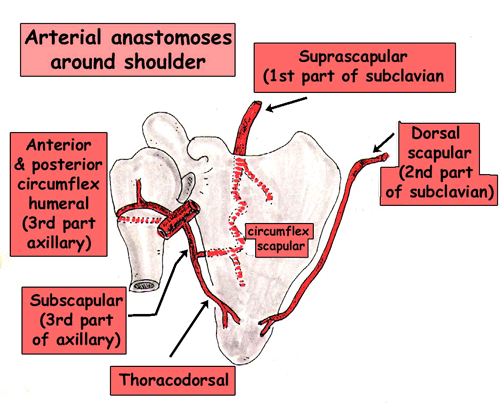 Arterial anastomoses
around shoulder
Suprascapular
(1st part of subclavian
Anterior
& posterior
circumflex
humeral
(3rd part
axillary)
Dorsal
scapular
(2nd part
of subclavian)
circumflex
scapular
Subscapular
(3rd part
of axillary)
Thoracodorsal